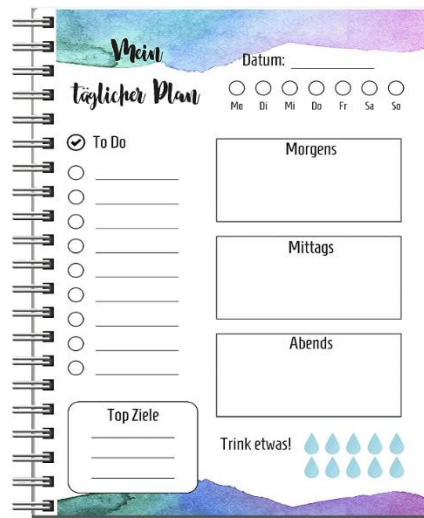 Mein
täglicher Plan
Datum:
Mo Di Mi Do Fr Sa So
To Do
Morgens
Mittags
Abends
Top Ziele
Trink etwas!